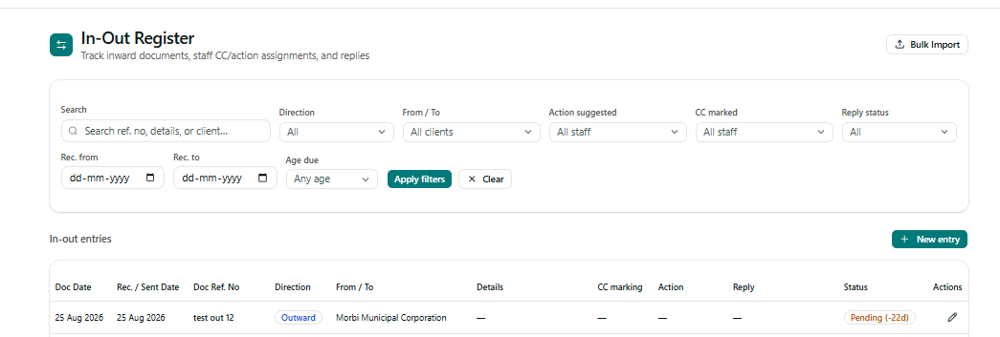 In-Out Register
Track inward documents, staff CC/action assignments, and replies
Bulk Import
Search
Direction
From / To
Action suggested
CC marked
Reply status
Search ref. no, details, or client...
All
All clients
All staff
All staff
All
Rec. from
Rec. to
Age due
dd-mm-yyyy
dd-mm-yyyy
Any age
Apply filters
Clear
In-out entries
New entry
Doc Date Rec. / Sent Date Doc Ref. No Direction From / To Details CC marking Action Reply Status Actions
25 Aug 2026 25 Aug 2026 test out 12 Outward Morbi Municipal Corporation — — — — Pending (-22d)